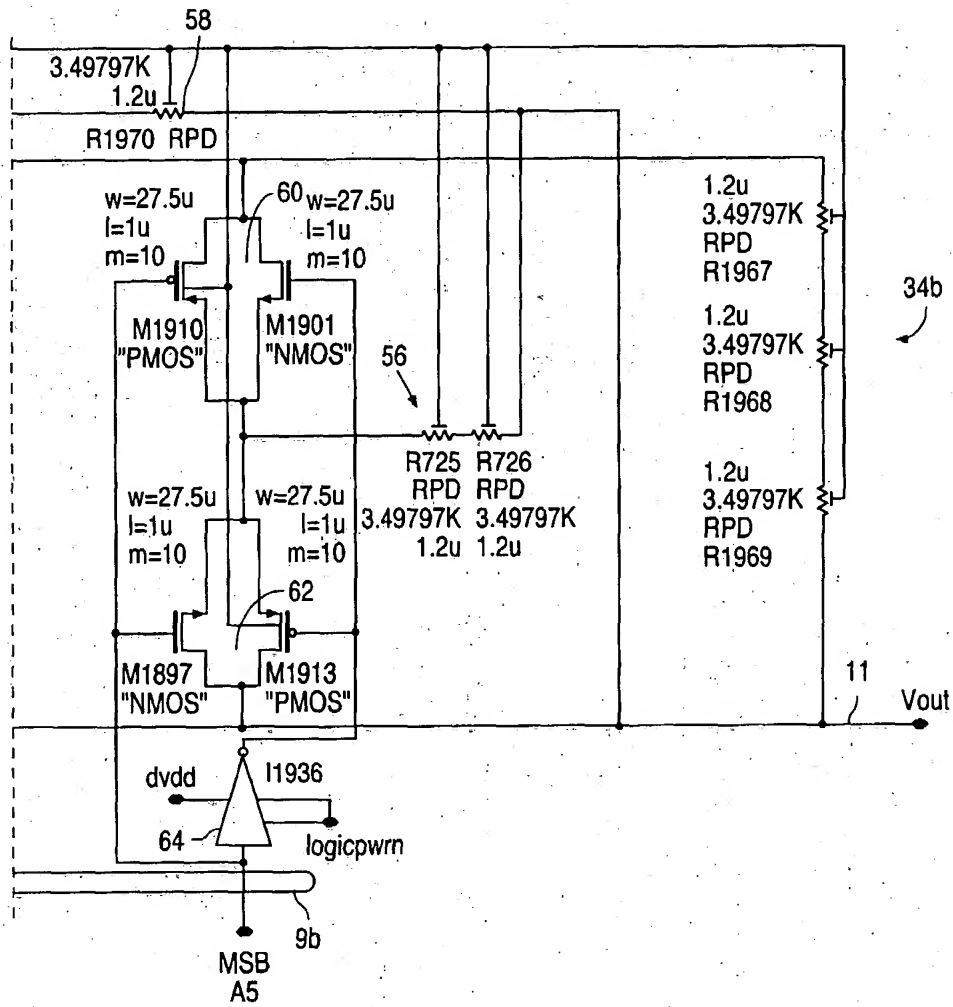 58
3.49797K
1.2u
R1970 RPD
w=27.5u
l=1u
m=10
60
w=27.5u
l=1u
m=10
M1910
"PMOS"
M1901
"NMOS"
56
R725
RPD
3.49797K
1.2u
R726
RPD
3.49797K
1.2u
1.2u
3.49797K
RPD
R1967
1.2u
3.49797K
RPD
R1968
1.2u
3.49797K
RPD
R1969
34b
w=27.5u
l=1u
m=10
w=27.5u
l=1u
m=10
62
M1897
"NMOS"
M1913
"PMOS"
11
Vout
I1936
dvdd
64
logicpwrn
9b
MSB
A5